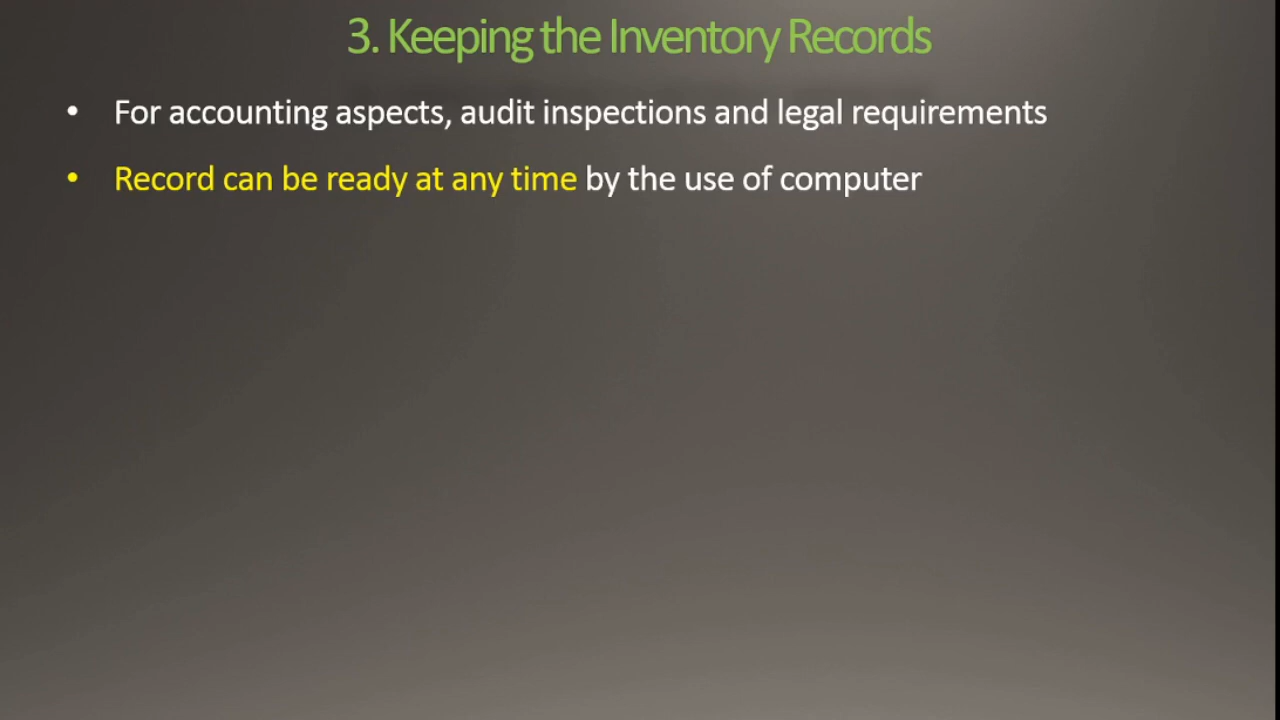 3. Keeping the Inventory Records
• For accounting aspects, audit inspections and legal requirements
• Record can be ready at any time by the use of computer